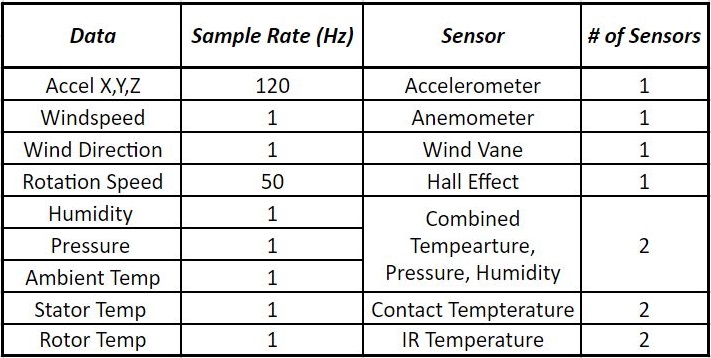 Data Sample Rate (Hz) Sensor # of Sensors
Accel X,Y,Z 120 Accelerometer 1
Windspeed 1 Anemometer 1
Wind Direction 1 Wind Vane 1
Rotation Speed 50 Hall Effect 1
Humidity 1 Combined
Pressure 1 Tempearture, 2
Ambient Temp 1 Pressure, Humidity
Stator Temp 1 Contact Tempterature 2
Rotor Temp 1 IR Temperature 2